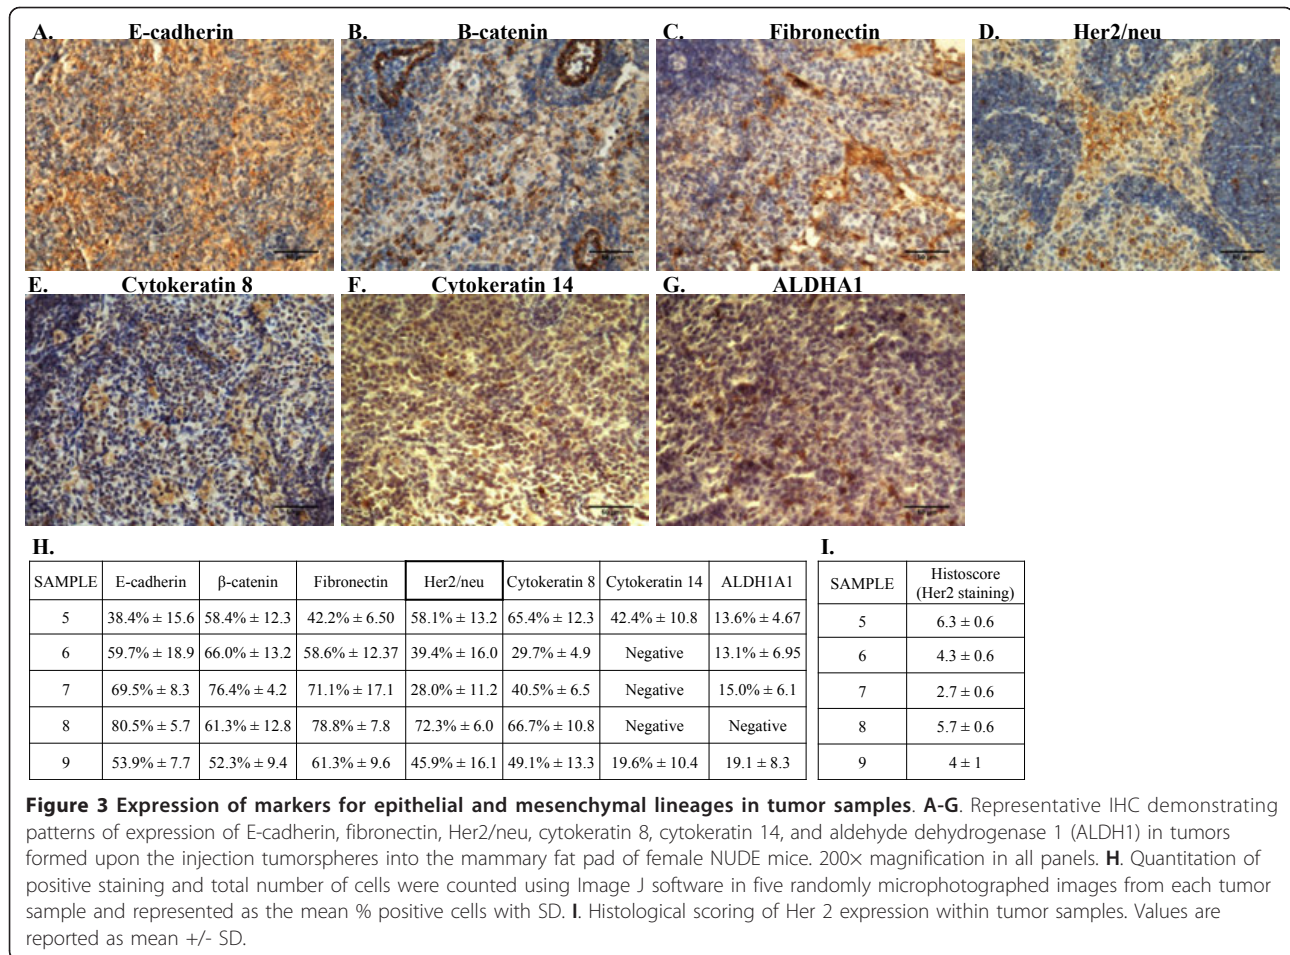 A. E-cadherin B. B-catenin C. Fibronectin D. Her2/neu
E. Cytokeratin 8 F. Cytokeratin 14 G. ALDHA1
H.
SAMPLE E-cadherin β-catenin Fibronectin Her2/neu Cytokeratin 8 Cytokeratin 14 ALDH1A1
5 38.4% ± 15.6 58.4% ± 12.3 42.2% ± 6.50 58.1% ± 13.2 65.4% ± 12.3 42.4% ± 10.8 13.6% ± 4.67
6 59.7% ± 18.9 66.0% ± 13.2 58.6% ± 12.37 39.4% ± 16.0 29.7% ± 4.9 Negative 13.1% ± 6.95
7 69.5% ± 8.3 76.4% ± 4.2 71.1% ± 17.1 28.0% ± 11.2 40.5% ± 6.5 Negative 15.0% ± 6.1
8 80.5% ± 5.7 61.3% ± 12.8 78.8% ± 7.8 72.3% ± 6.0 66.7% ± 10.8 Negative Negative
9 53.9% ± 7.7 52.3% ± 9.4 61.3% ± 9.6 45.9% ± 16.1 49.1% ± 13.3 19.6% ± 10.4 19.1 ± 8.3
I.
SAMPLE Histoscore
(Her2 staining)
5 6.3 ± 0.6
6 4.3 ± 0.6
7 2.7 ± 0.6
8 5.7 ± 0.6
9 4 ± 1
Figure 3 Expression of markers for epithelial and mesenchymal lineages in tumor samples. A-G. Representative IHC demonstrating
patterns of expression of E-cadherin, fibronectin, Her2/neu, cytokeratin 8, cytokeratin 14, and aldehyde dehydrogenase 1 (ALDH1) in tumors
formed upon the injection tumorspheres into the mammary fat pad of female NUDE mice. 200× magnification in all panels. H. Quantitation of
positive staining and total number of cells were counted using Image J software in five randomly microphotographed images from each tumor
sample and represented as the mean % positive cells with SD. I. Histological scoring of Her 2 expression within tumor samples. Values are
reported as mean +/- SD.